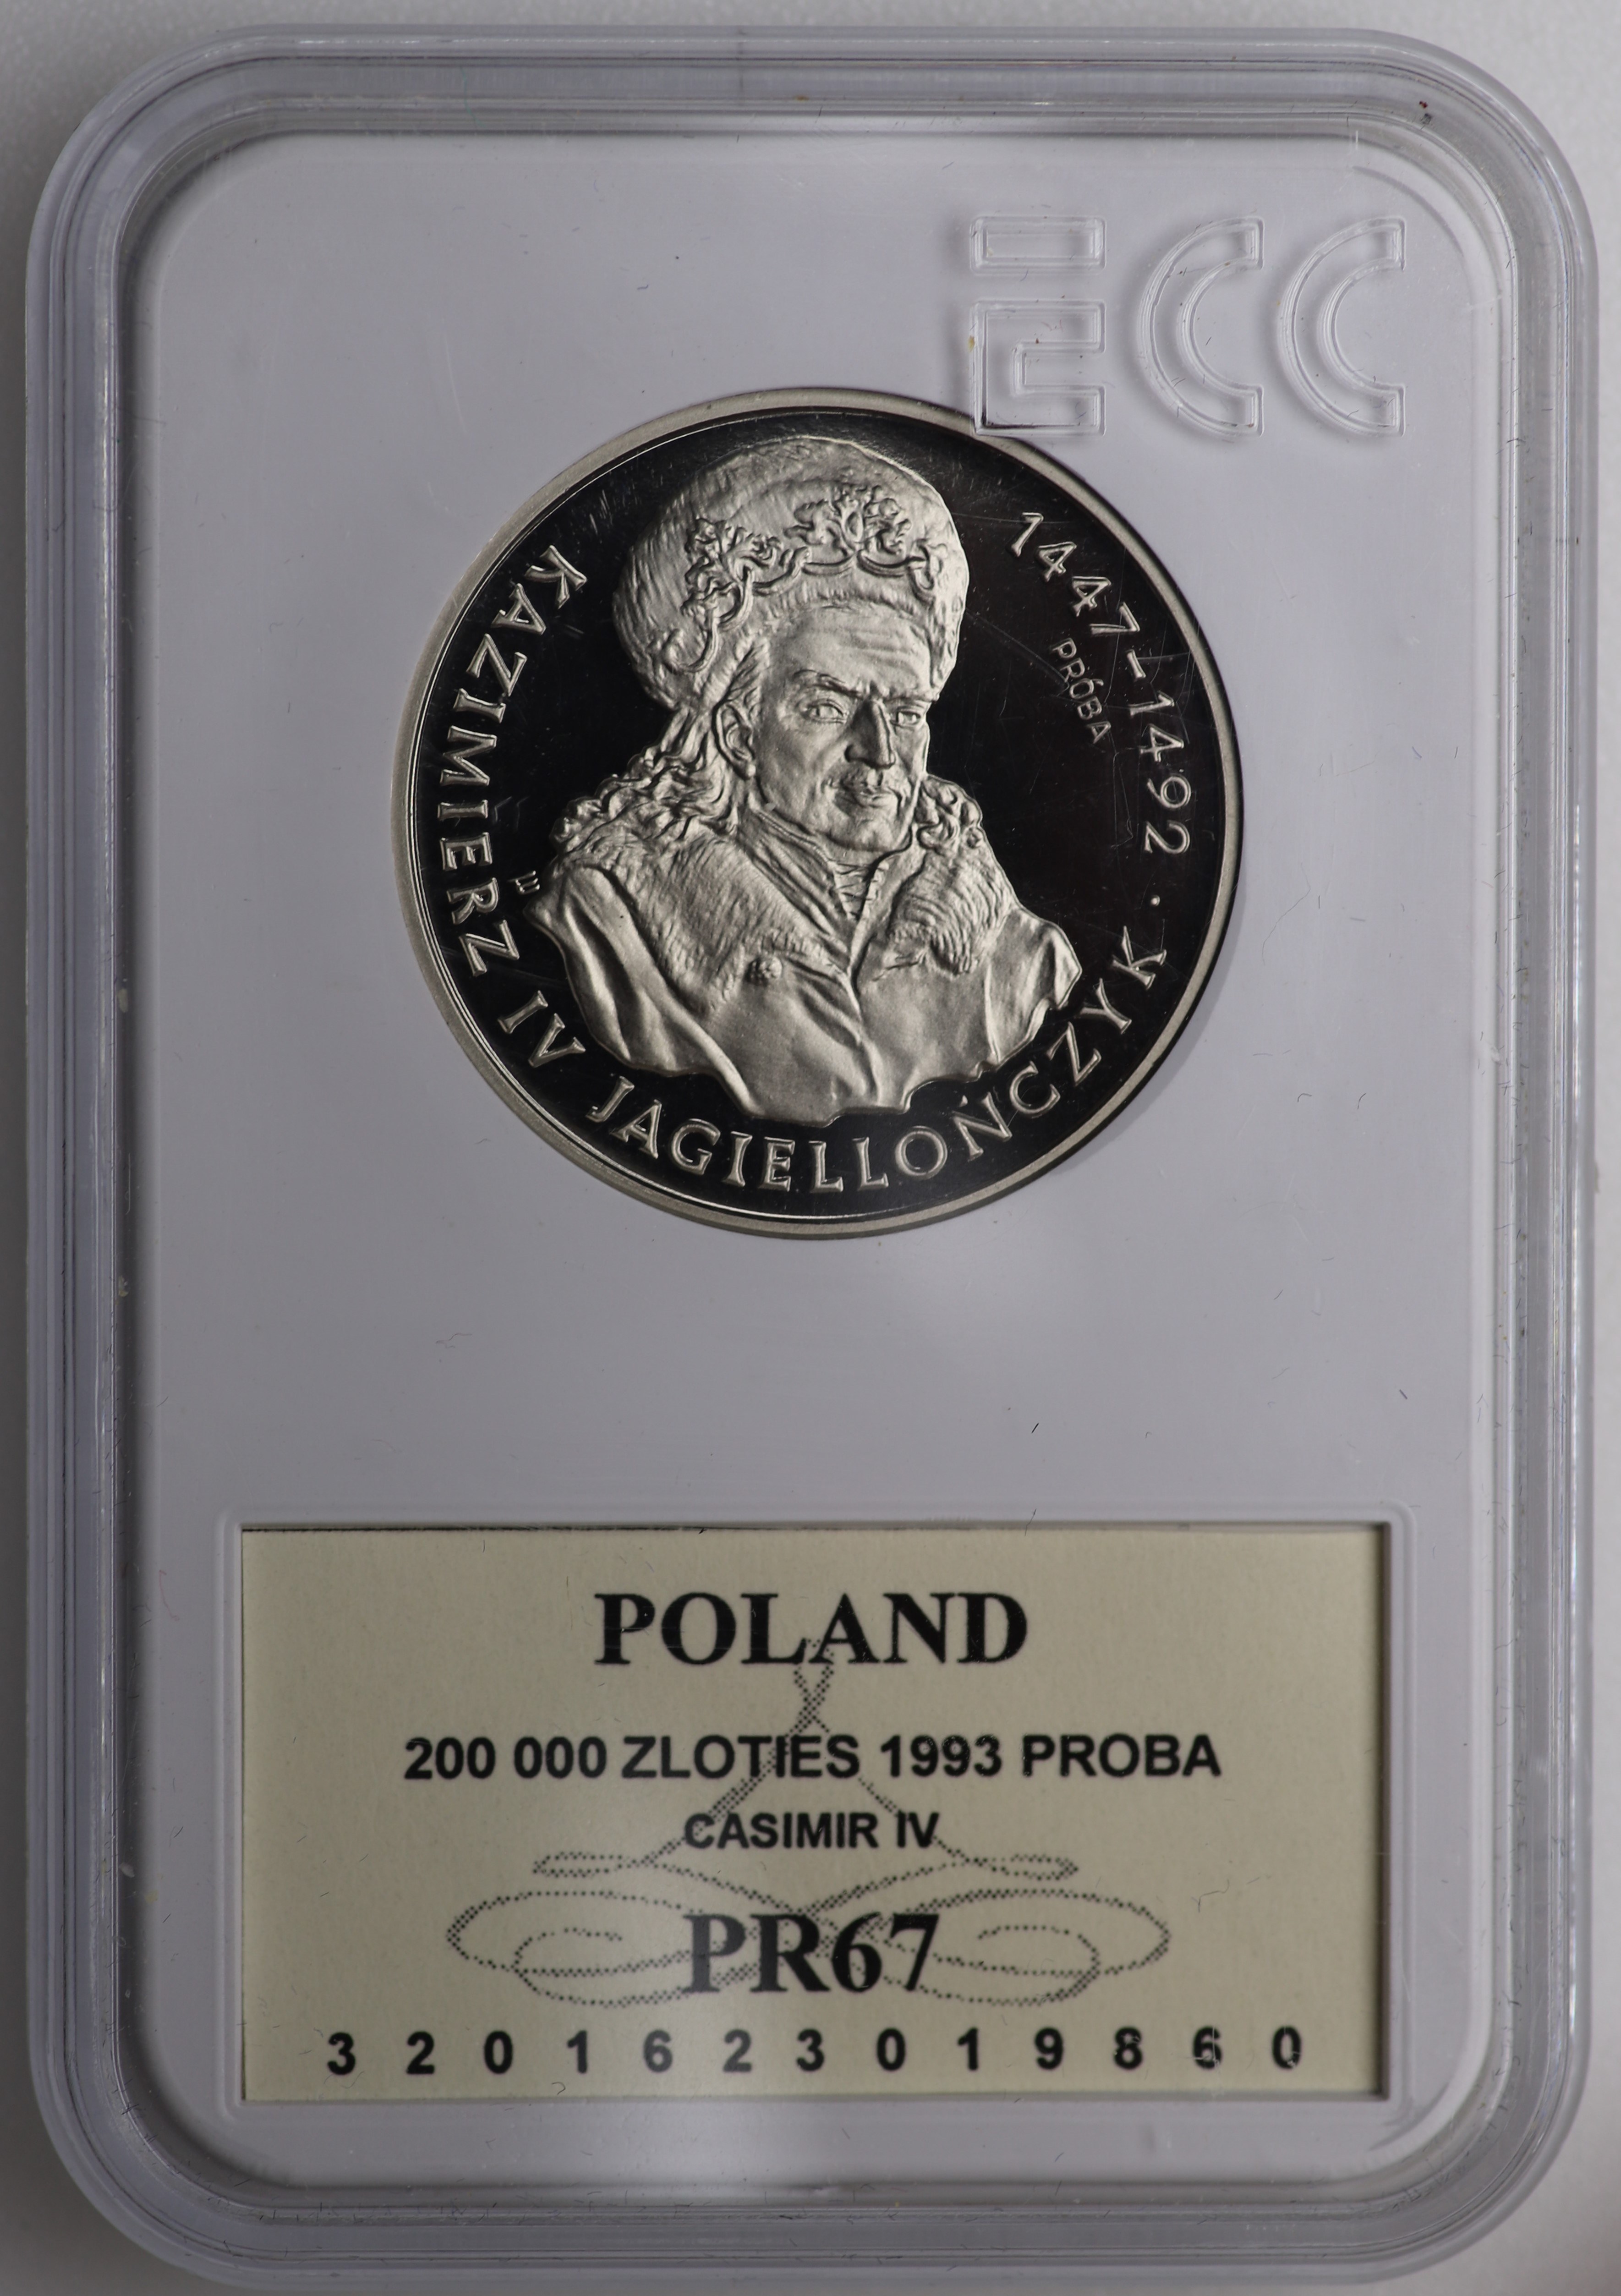 ECC
KAZIMIERZ IV JAGIELLOŃCZYK · 1447-1492
PRÓBA
POLAND
200 000 ZLOTIES 1993 PROBA
CASIMIR IV
PR67
3 2 0 1 6 2 3 0 1 9 8 6 0